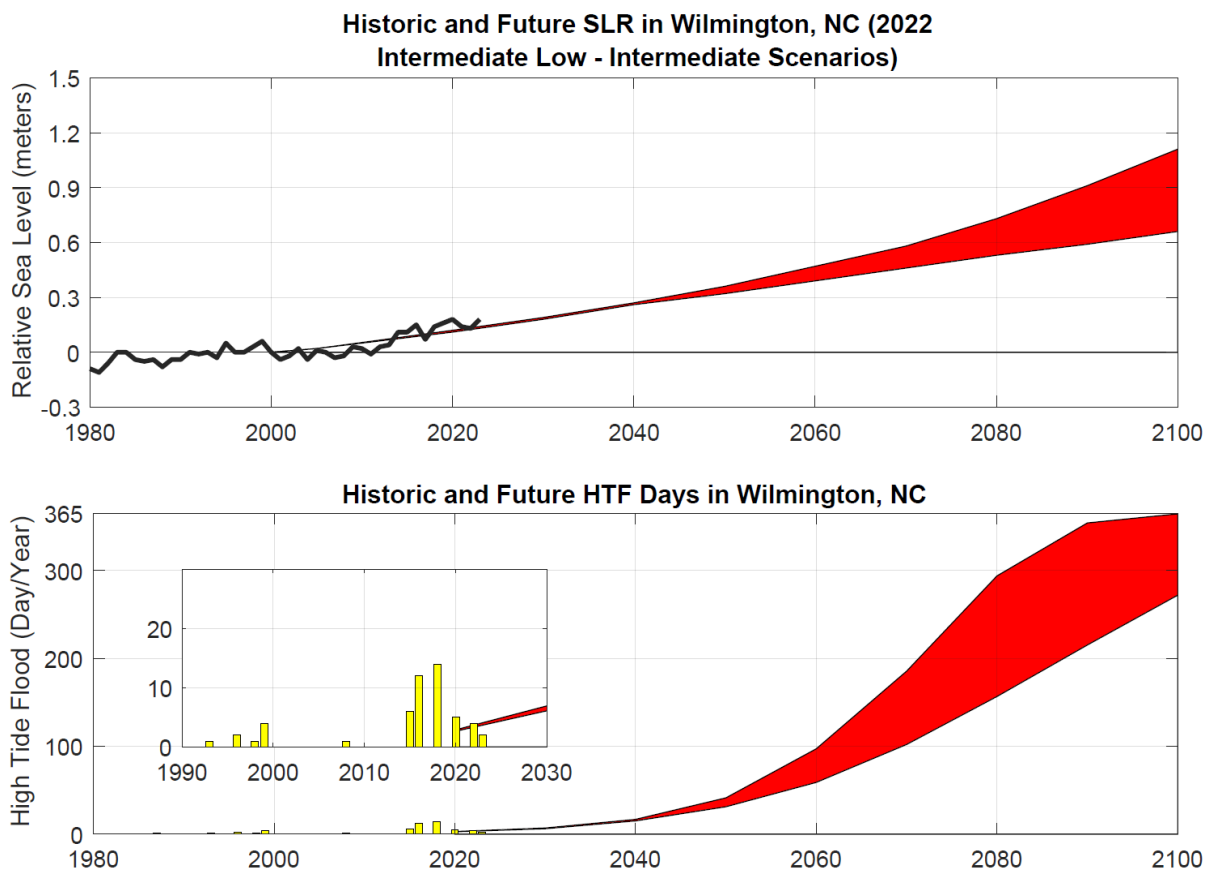 Historic and Future SLR in Wilmington, NC (2022
Intermediate Low - Intermediate Scenarios)
Relative Sea Level (meters)
1.5
1.2
0.9
0.6
0.3
0
-0.3
1980 2000 2020 2040 2060 2080 2100
Historic and Future HTF Days in Wilmington, NC
High Tide Flood (Day/Year)
365
300
200
100
0
20
10
0
1990 2000 2010 2020 2030
1980 2000 2020 2040 2060 2080 2100